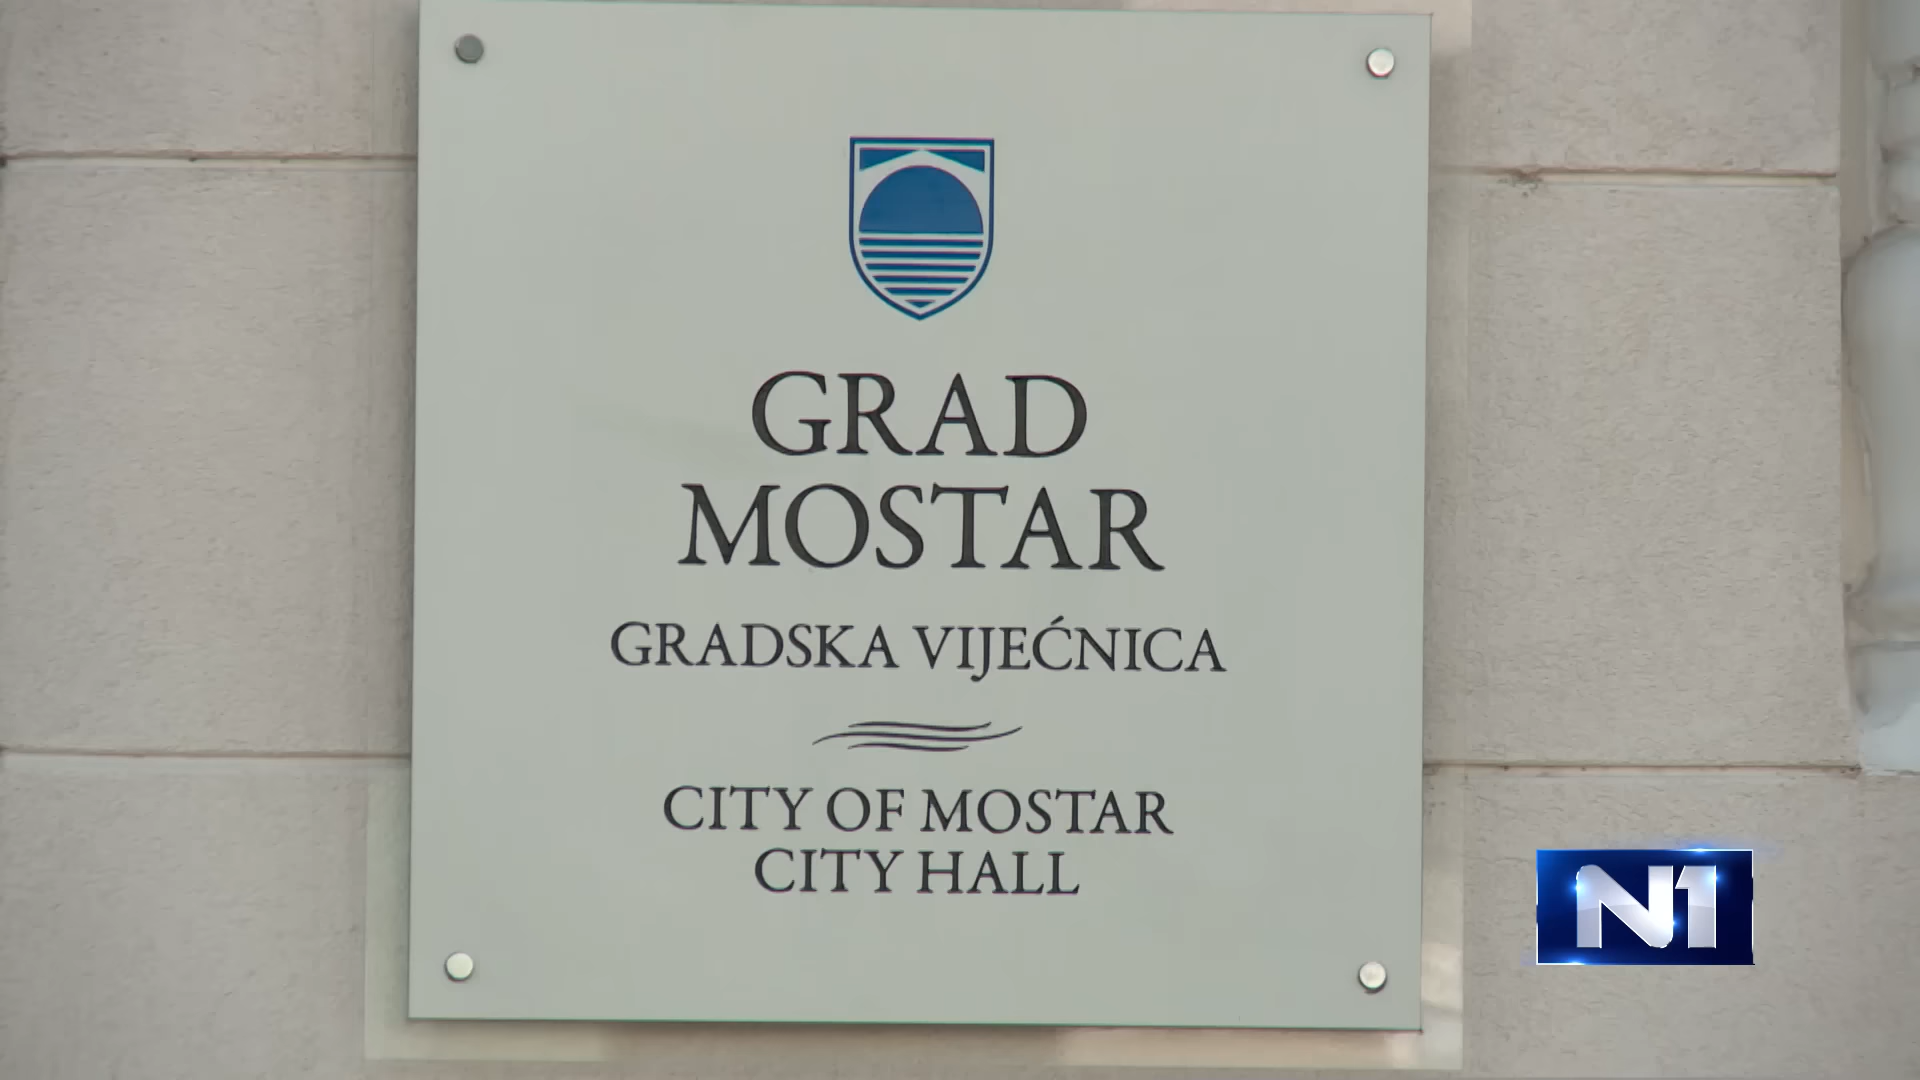 GRAD
MOSTAR
GRADSKA VIJEĆNICA
CITY OF MOSTAR
CITY HALL
N1